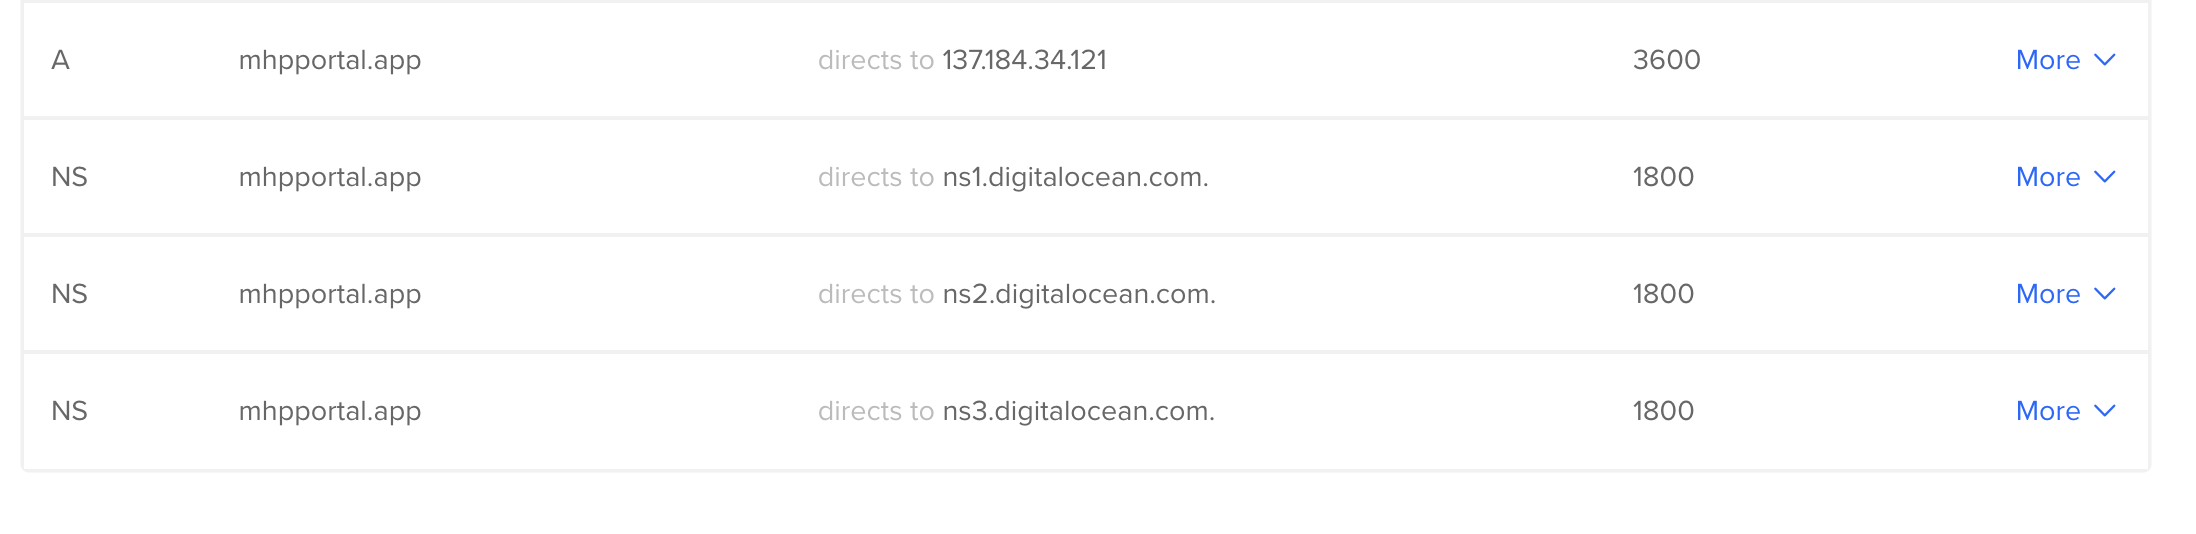 A mhpportal.app directs to 137.184.34.121 3600 More
NS mhpportal.app directs to ns1.digitalocean.com. 1800 More
NS mhpportal.app directs to ns2.digitalocean.com. 1800 More
NS mhpportal.app directs to ns3.digitalocean.com. 1800 More